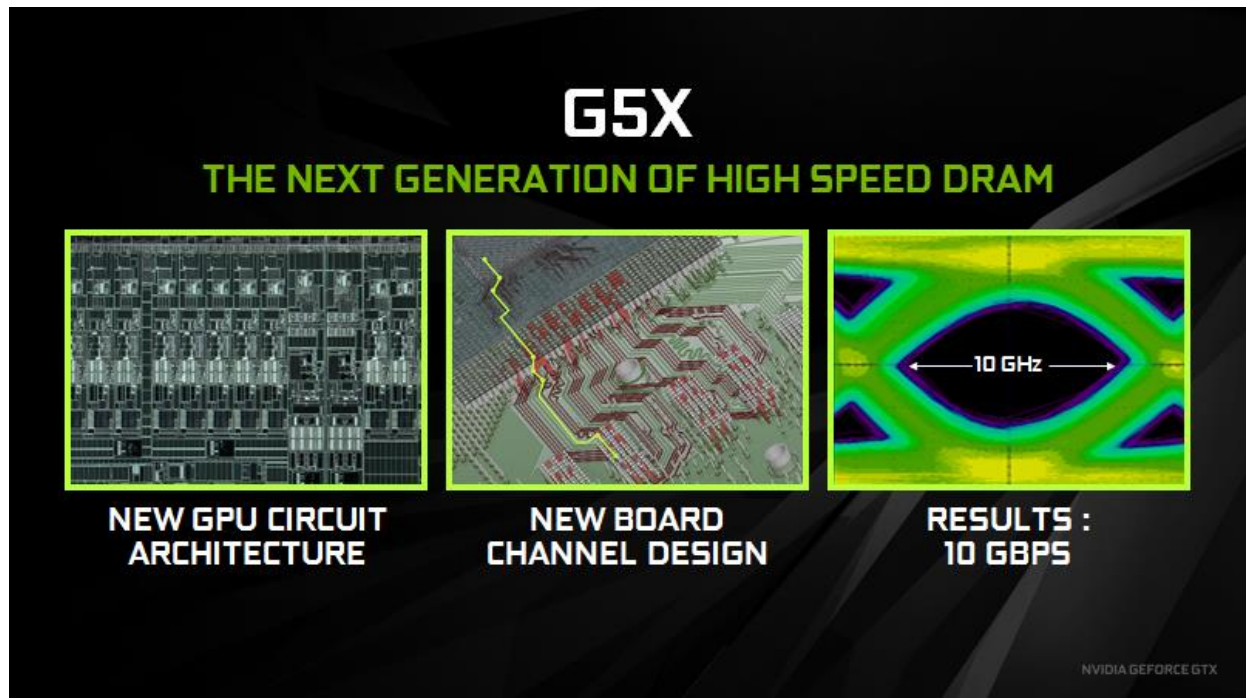 G5X
THE NEXT GENERATION OF HIGH SPEED DRAM
10 GHz
NEW GPU CIRCUIT
ARCHITECTURE
NEW BOARD
CHANNEL DESIGN
RESULTS :
10 GBPS
NVIDIA GEFORCE GTX